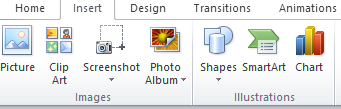 Home Insert Design Transitions Animations
Picture Clip Art Screenshot Photo Album Shapes SmartArt Chart
Images Illustrations